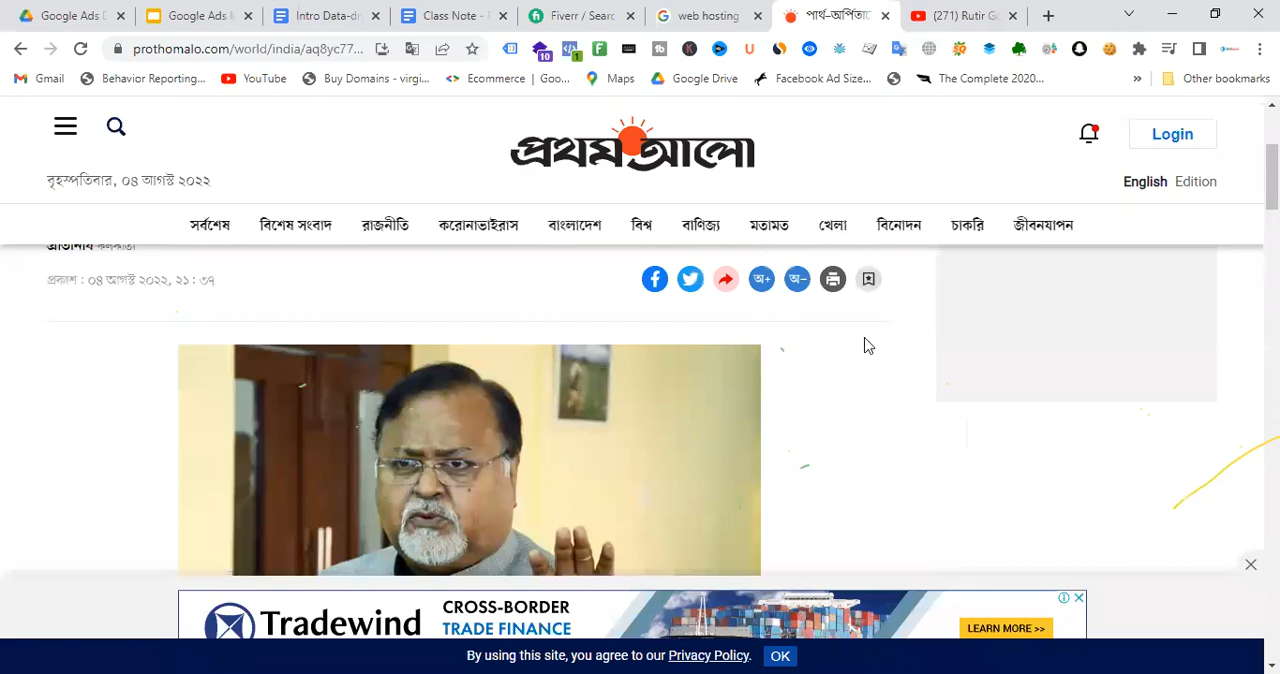 Google Ads D
Google Ads I
Intro Data-dr
Class Note -
Fiverr / Searc
web hosting
পার্থ-অর্পিতা
(271) Rutir G
prothomalo.com/world/india/aq8yc77...
10
1
Gmail
Behavior Reporting...
YouTube
Buy Domains - virgi...
Ecommerce | Goo...
Maps
Google Drive
Facebook Ad Size...
The Complete 2020...
»
Other bookmarks
প্রথম আলো
Login
বৃহস্পতিবার, ০৪ আগস্ট ২০২২
English Edition
সর্বশেষ
বিশেষ সংবাদ
রাজনীতি
করোনাভাইরাস
বাংলাদেশ
বিশ্ব
বাণিজ্য
মতামত
খেলা
বিনোদন
চাকরি
জীবনযাপন
কলকাতা
প্রকাশ : ০৪ আগস্ট ২০২২, ২১ : ৩৭
অ+
অ−
Tradewind
CROSS-BORDER
TRADE FINANCE
LEARN MORE >>
By using this site, you agree to our Privacy Policy.
OK